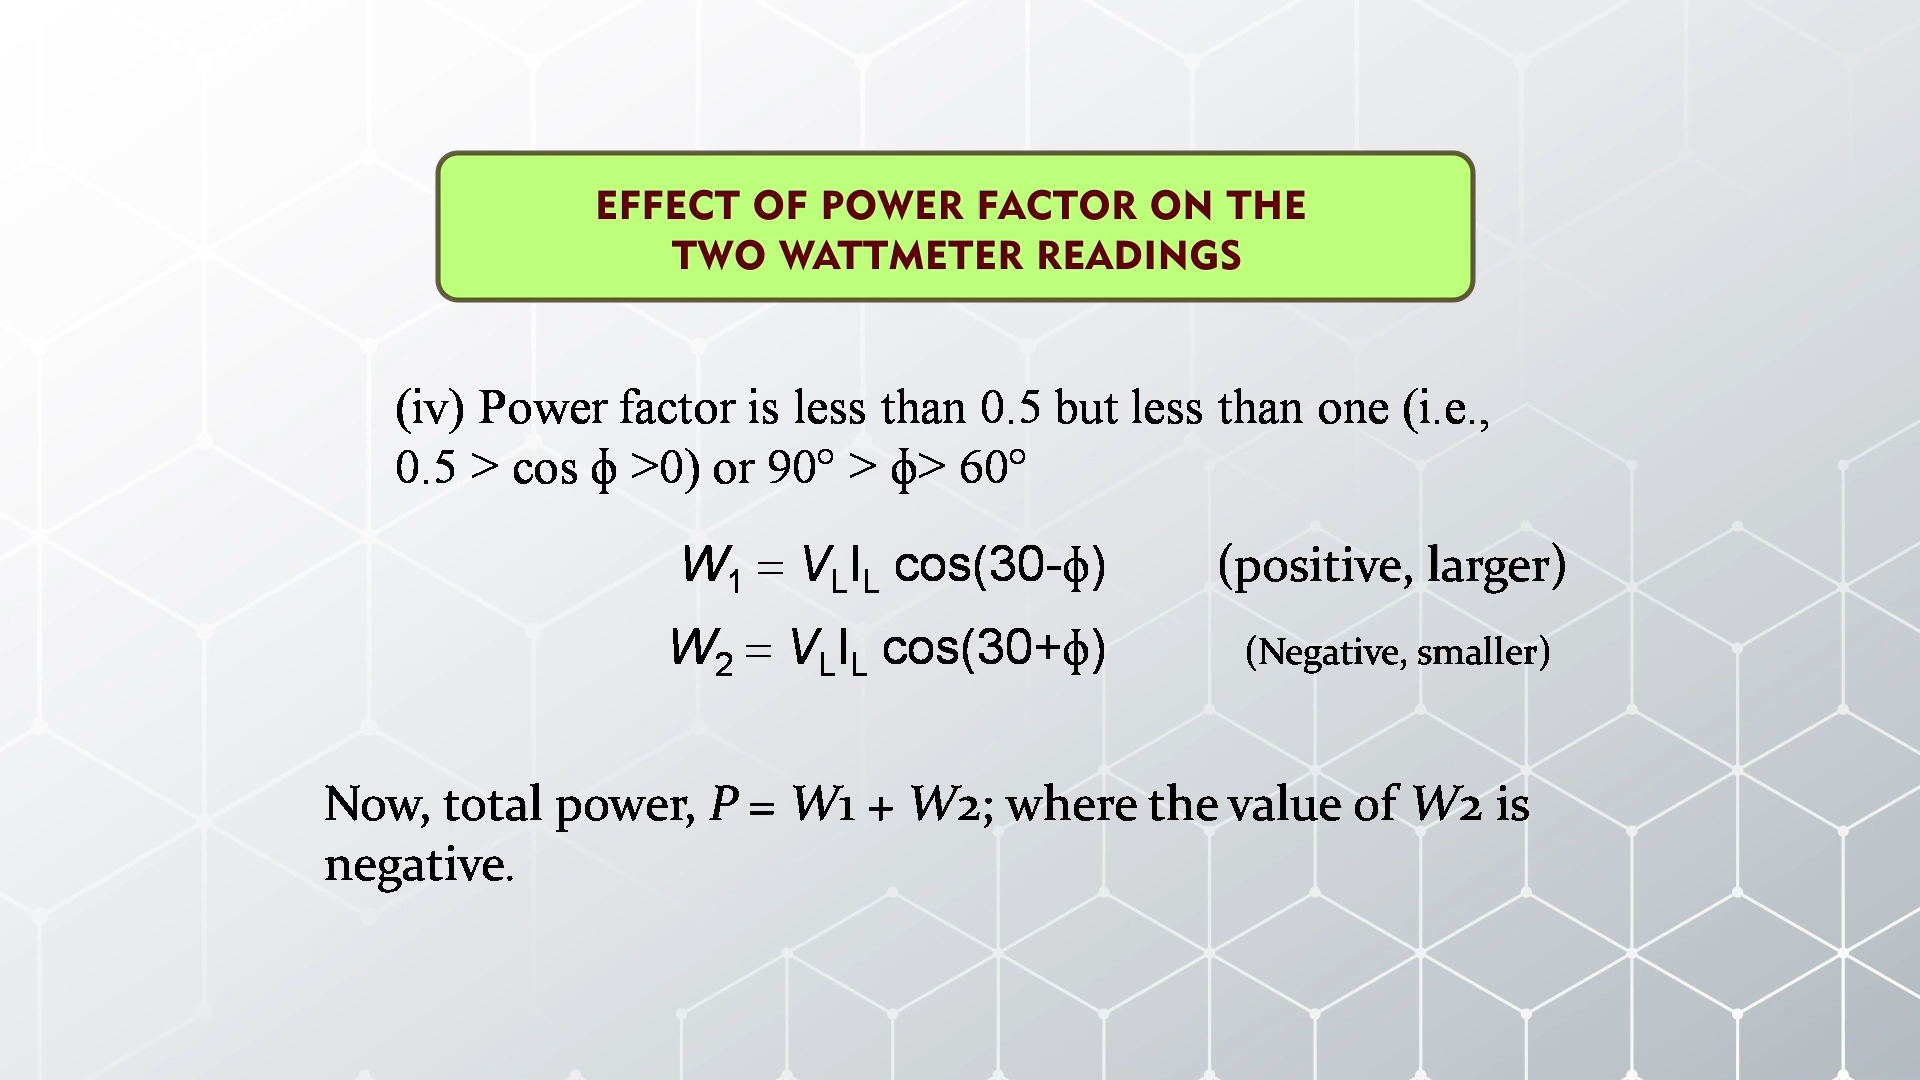 EFFECT OF POWER FACTOR ON THE
TWO WATTMETER READINGS
(iv) Power factor is less than 0.5 but less than one (i.e.,
0.5 > cos ϕ >0) or 90° > ϕ> 60°
W₁ = V_LI_L cos(30-ϕ) (positive, larger)
W₂ = V_LI_L cos(30+ϕ) (Negative, smaller)
Now, total power, P = W1 + W2; where the value of W2 is
negative.